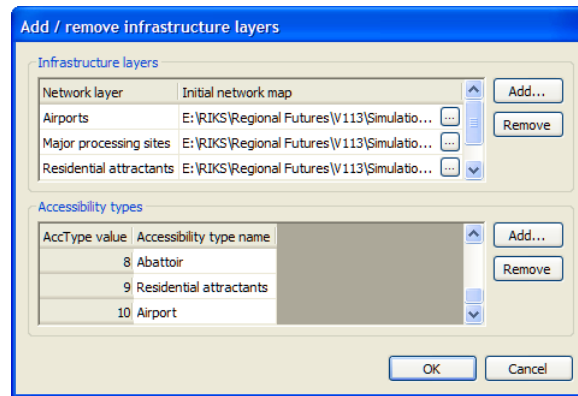 Add / remove infrastructure layers
Infrastructure layers
Network layer Initial network map
Airports E:\RIKS\Regional Futures\V113\Simulatio... ...
Major processing sites E:\RIKS\Regional Futures\V113\Simulatio... ...
Residential attractants E:\RIKS\Regional Futures\V113\Simulatio... ...
Add...
Remove
Accessibility types
AccType value Accessibility type name
8 Abattoir
9 Residential attractants
10 Airport
Add...
Remove
OK Cancel